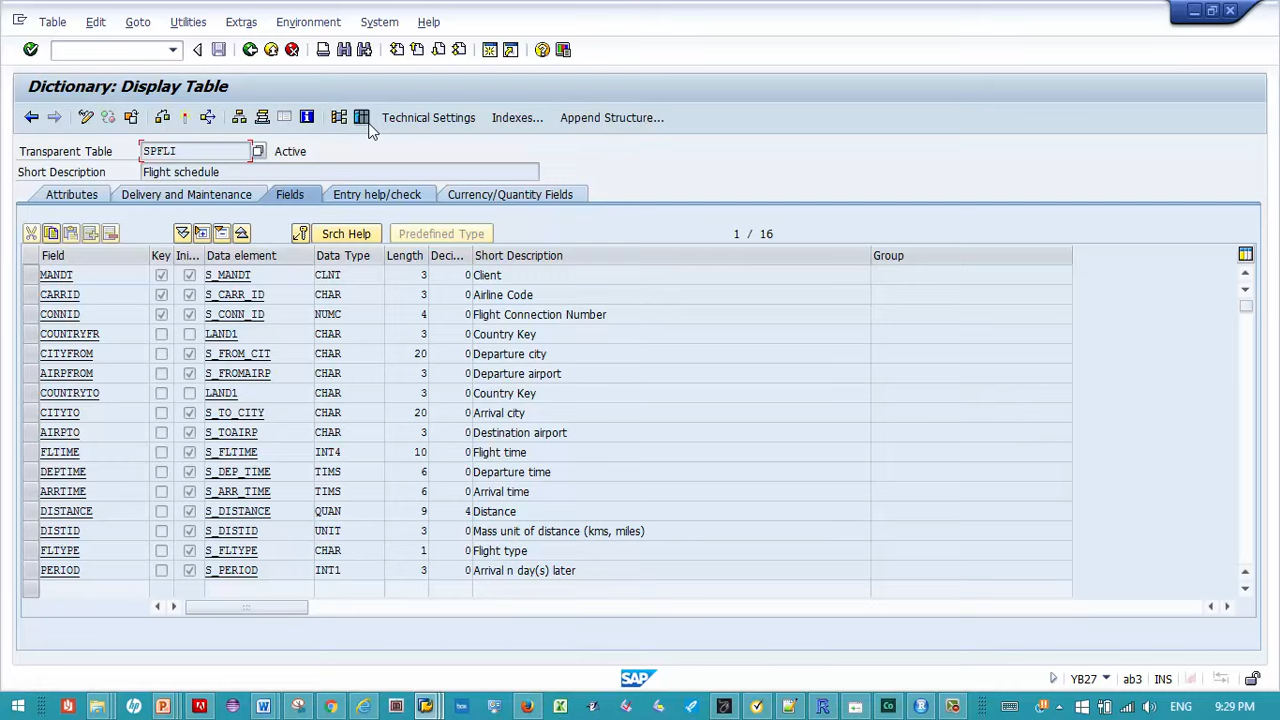 Table Edit Goto Utilities Extras Environment System Help
Dictionary: Display Table
Technical Settings Indexes... Append Structure...
Transparent Table SPFLI Active
Short Description Flight schedule
Attributes Delivery and Maintenance Fields Entry help/check Currency/Quantity Fields
Srch Help Predefined Type 1 / 16
Field Key Ini... Data element Data Type Length Deci... Short Description Group
MANDT S_MANDT CLNT 3 0 Client
CARRID S_CARR_ID CHAR 3 0 Airline Code
CONNID S_CONN_ID NUMC 4 0 Flight Connection Number
COUNTRYFR LAND1 CHAR 3 0 Country Key
CITYFROM S_FROM_CIT CHAR 20 0 Departure city
AIRPFROM S_FROMAIRP CHAR 3 0 Departure airport
COUNTRYTO LAND1 CHAR 3 0 Country Key
CITYTO S_TO_CITY CHAR 20 0 Arrival city
AIRPTO S_TOAIRP CHAR 3 0 Destination airport
FLTIME S_FLTIME INT4 10 0 Flight time
DEPTIME S_DEP_TIME TIMS 6 0 Departure time
ARRTIME S_ARR_TIME TIMS 6 0 Arrival time
DISTANCE S_DISTANCE QUAN 9 4 Distance
DISTID S_DISTID UNIT 3 0 Mass unit of distance (kms, miles)
FLTYPE S_FLTYPE CHAR 1 0 Flight type
PERIOD S_PERIOD INT1 3 0 Arrival n day(s) later
SAP YB27 ab3 INS
ENG 9:29 PM